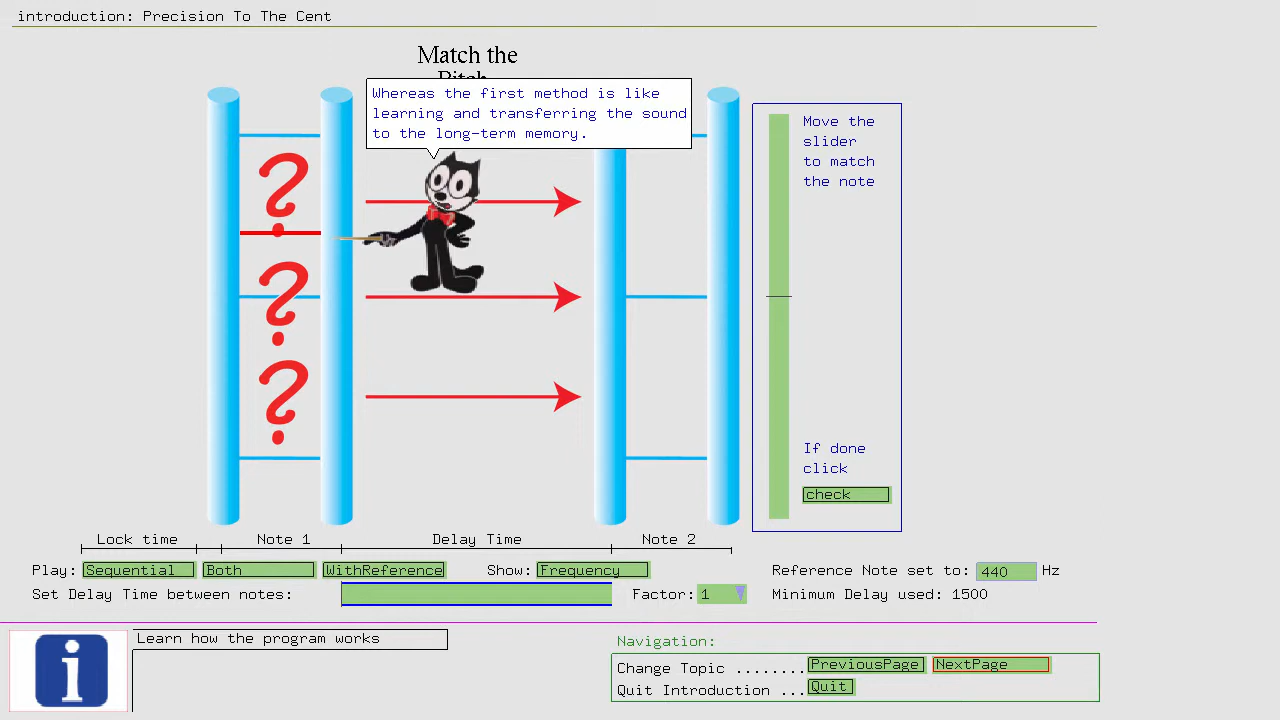 introduction: Precision To The Cent
Match the
Pitch
Whereas the first method is like
learning and transferring the sound
to the long-term memory.
Move the
slider
to match
the note
If done
click
check
Lock time
Note 1
Delay Time
Note 2
Play: Sequential Both WithReference Show: Frequency Reference Note set to: 440 Hz
Set Delay Time between notes: Factor: 1 Minimum Delay used: 1500
Learn how the program works
Navigation:
Change Topic ........ PreviousPage NextPage
Quit Introduction ... Quit